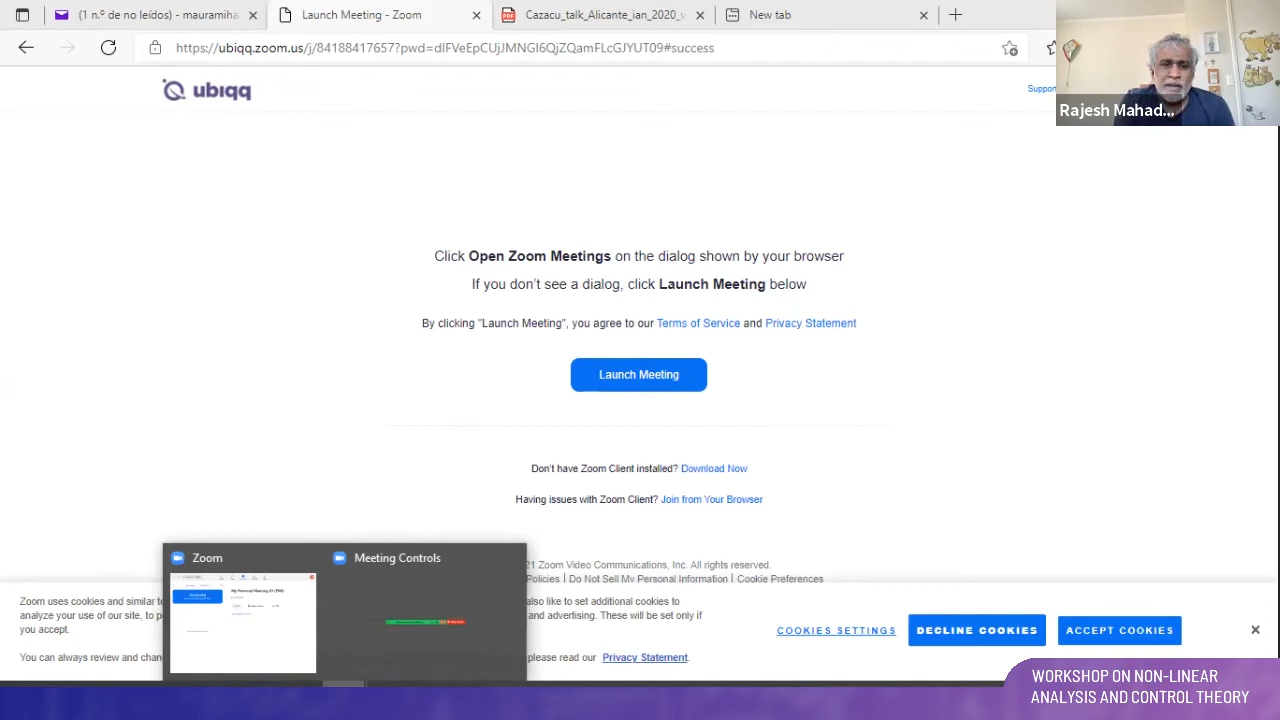 (1 n.º de no leídos) - mauramiha
Launch Meeting - Zoom
Cazacu_talk_Alicante_ian_2020_v
New tab
https://ubiqq.zoom.us/j/84188417657?pwd=dlFVeEpCUjJMNGl6QjZQamFLcGJYUT09#success
ubiqq
Support
Rajesh Mahad...
Click Open Zoom Meetings on the dialog shown by your browser
If you don't see a dialog, click Launch Meeting below
By clicking "Launch Meeting", you agree to our Terms of Service and Privacy Statement
Launch Meeting
Don't have Zoom Client installed? Download Now
Having issues with Zoom Client? Join from Your Browser
Zoom
Meeting Controls
21 Zoom Video Communications, Inc. All rights reserved.
Policies | Do Not Sell My Personal Information | Cookie Preferences
Zoom uses cookies and similar te
also like to set additional cookies to
analyze your use of our site, to p
and advertising. These will be set only if
you accept.
You can always review and chan
please read our Privacy Statement.
COOKIES SETTINGS
DECLINE COOKIES
ACCEPT COOKIES
WORKSHOP ON NON-LINEAR
ANALYSIS AND CONTROL THEORY